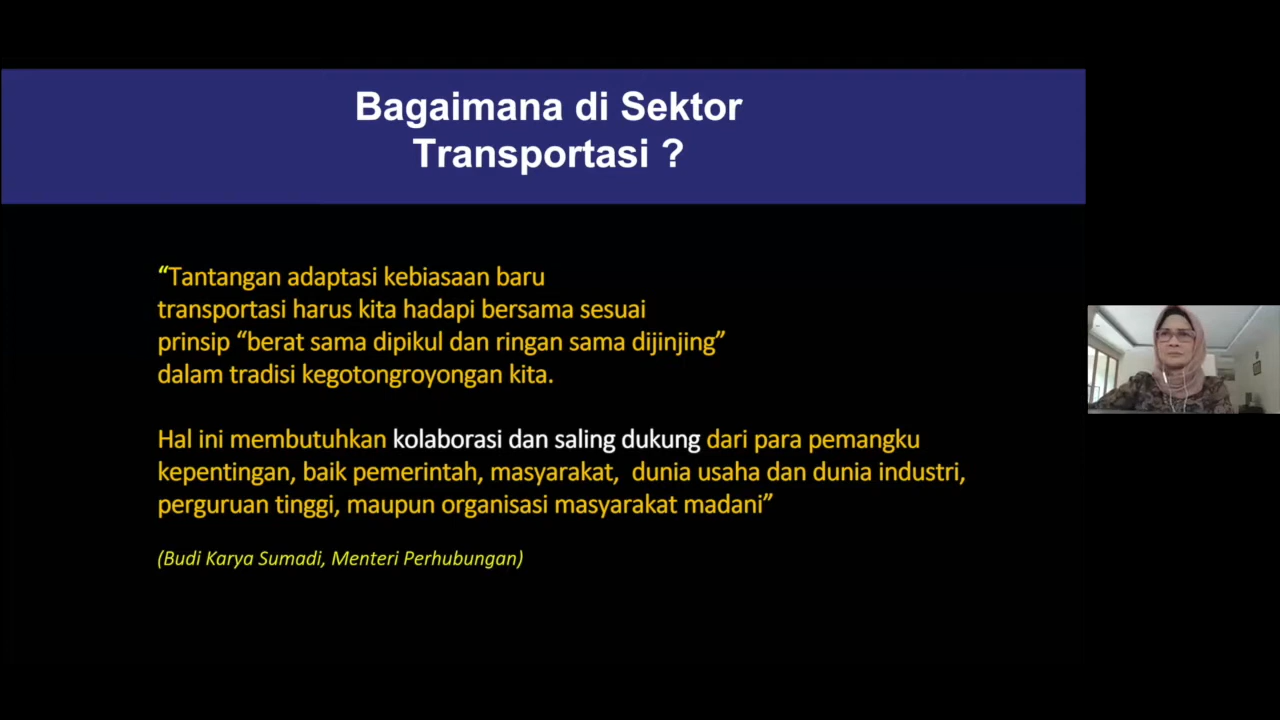 Bagaimana di Sektor
Transportasi ?
“Tantangan adaptasi kebiasaan baru
transportasi harus kita hadapi bersama sesuai
prinsip “berat sama dipikul dan ringan sama dijinjing”
dalam tradisi kegotongroyongan kita.
Hal ini membutuhkan kolaborasi dan saling dukung dari para pemangku
kepentingan, baik pemerintah, masyarakat, dunia usaha dan dunia industri,
perguruan tinggi, maupun organisasi masyarakat madani”
(Budi Karya Sumadi, Menteri Perhubungan)